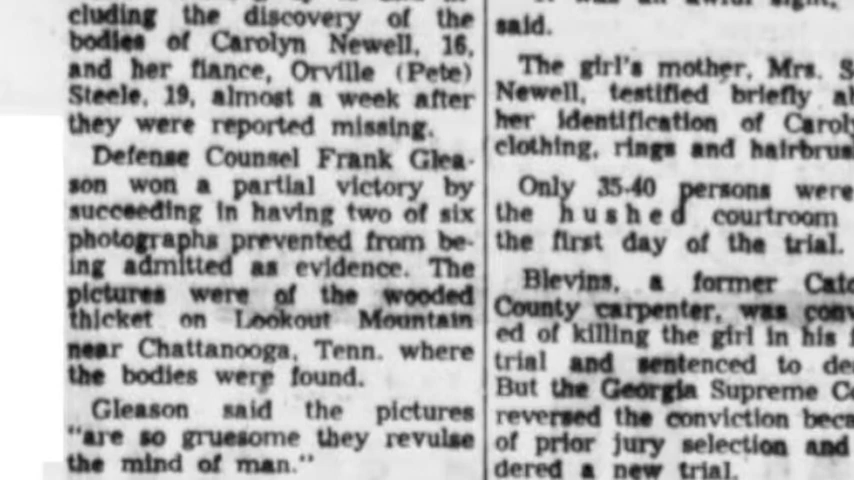 cluding the discovery of the
bodies of Carolyn Newell, 16,
and her fiance, Orville (Pete)
Steele, 19, almost a week after
they were reported missing.
Defense Counsel Frank Glea-
son won a partial victory by
succeeding in having two of six
photographs prevented from be-
ing admitted as evidence. The
pictures were of the wooded
thicket on Lookout Mountain
near Chattanooga, Tenn. where
the bodies were found.
Gleason said the pictures
"are so gruesome they revulse
the mind of man."
said.
The girl's mother, Mrs. S
Newell, testified briefly a
her identification of Caroly
clothing, rings and hairbrus
Only 35-40 persons were
the hushed courtroom
the first day of the trial.
Blevins, a former Cato
County carpenter, was conv
ed of killing the girl in his
trial and sentenced to de
But the Georgia Supreme Co
reversed the conviction beca
of prior jury selection and
dered a new trial.